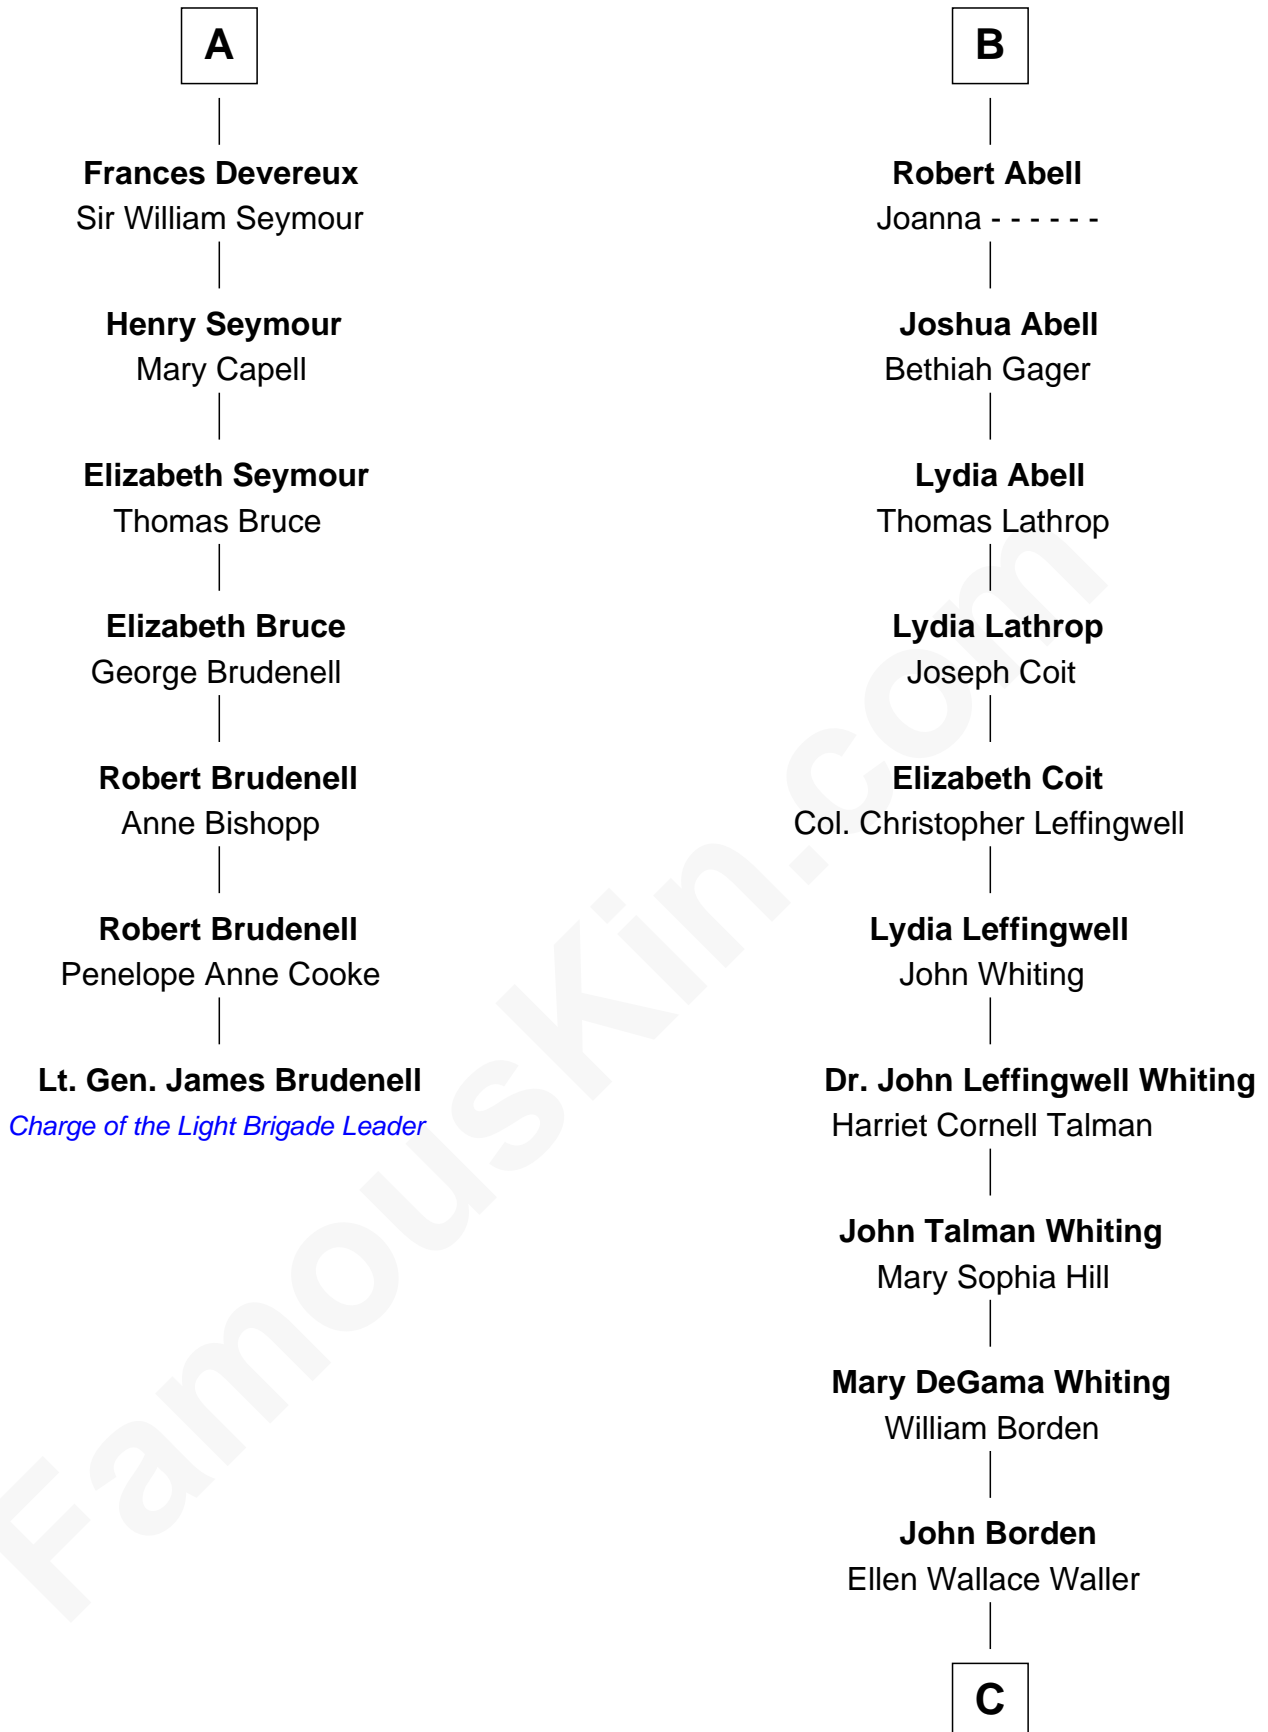 A
Frances Devereux
Sir William Seymour
Henry Seymour
Mary Capell
Elizabeth Seymour
Thomas Bruce
Elizabeth Bruce
George Brudenell
Robert Brudenell
Anne Bishopp
Robert Brudenell
Penelope Anne Cooke
Lt. Gen. James Brudenell
Charge of the Light Brigade Leader
B
Robert Abell
Joanna - - - - - -
Joshua Abell
Bethiah Gager
Lydia Abell
Thomas Lathrop
Lydia Lathrop
Joseph Coit
Elizabeth Coit
Col. Christopher Leffingwell
Lydia Leffingwell
John Whiting
Dr. John Leffingwell Whiting
Harriet Cornell Talman
John Talman Whiting
Mary Sophia Hill
Mary DeGama Whiting
William Borden
John Borden
Ellen Wallace Waller
C
FamousKin.com